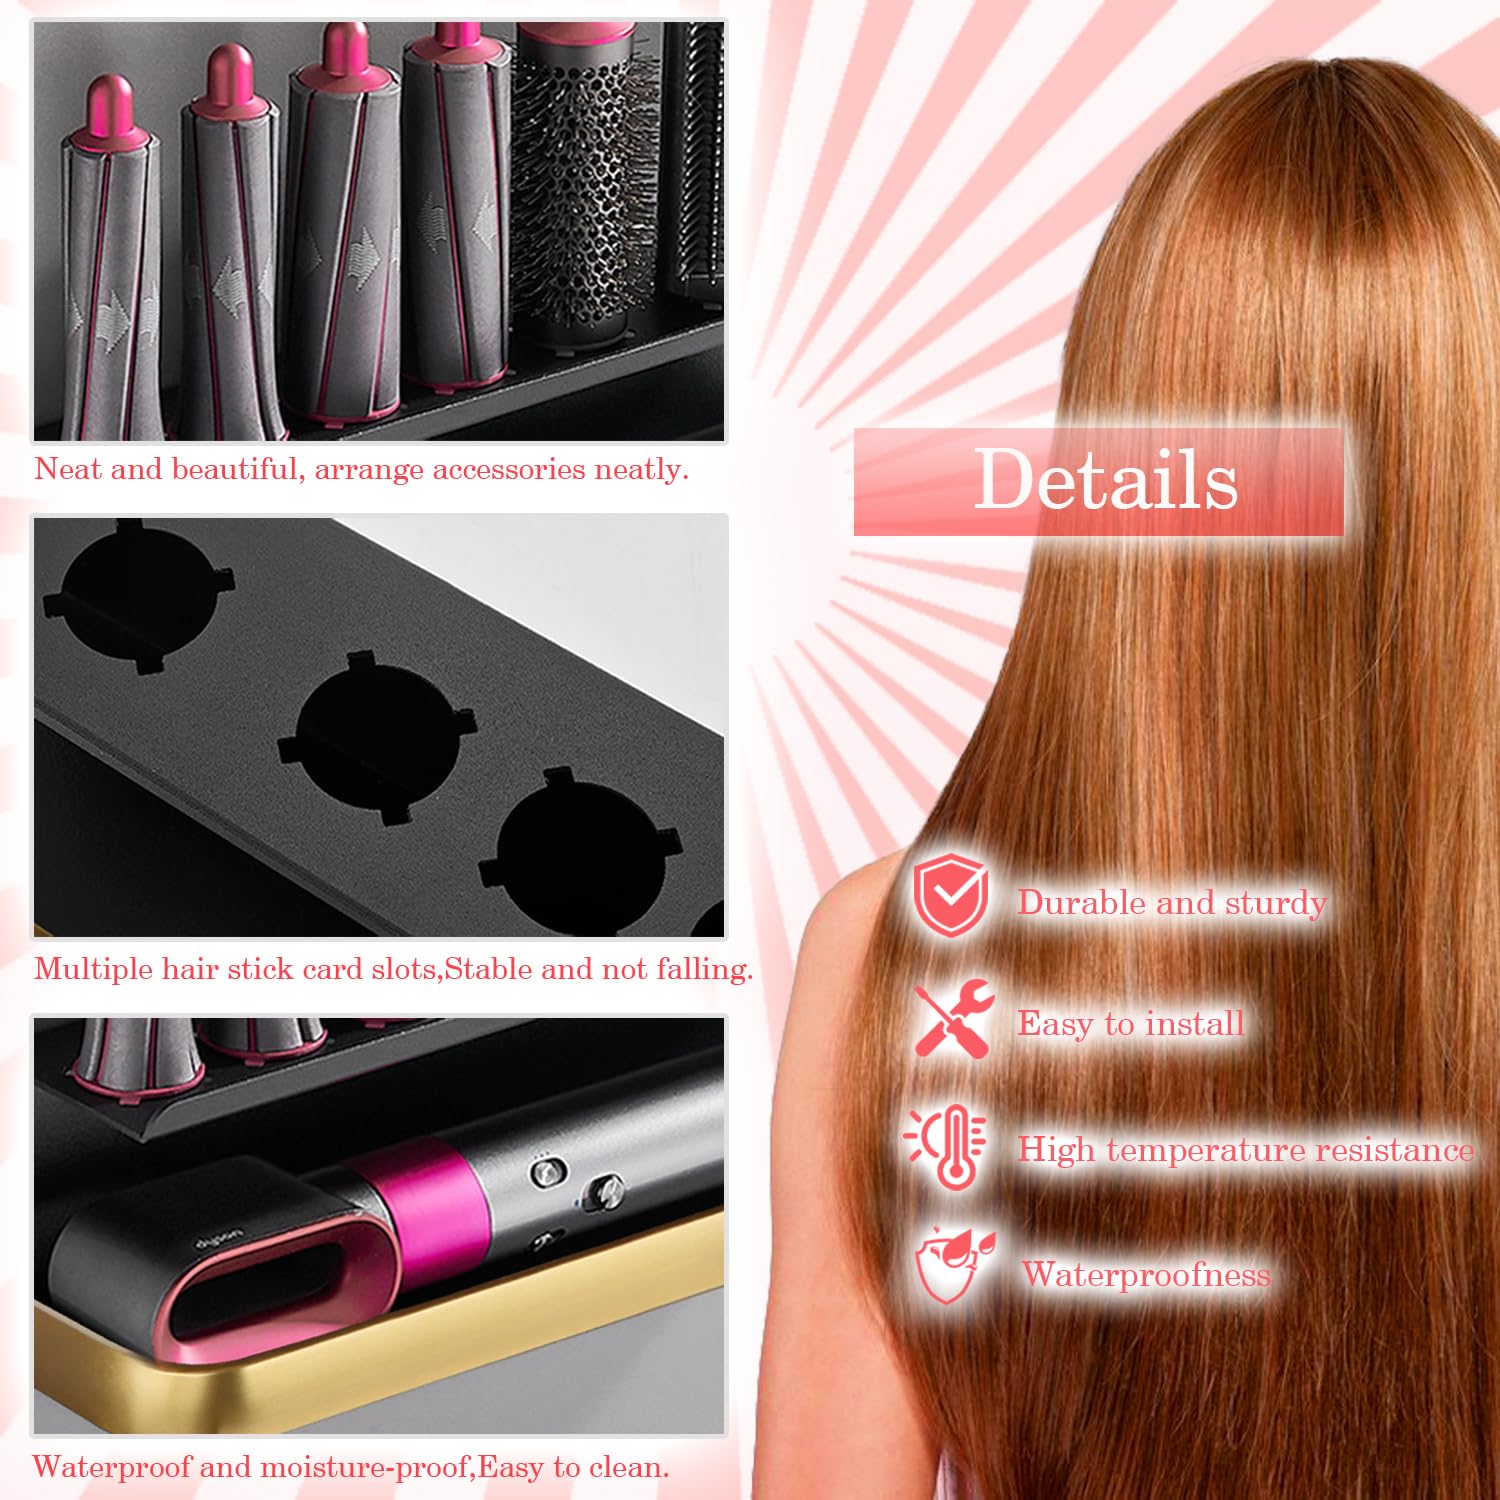 Neat and beautiful, arrange accessories neatly.
Details
Multiple hair stick card slots,Stable and not falling.
Durable and sturdy
Easy to install
High temperature resistance
Waterproofness
dyson
Waterproof and moisture-proof,Easy to clean.